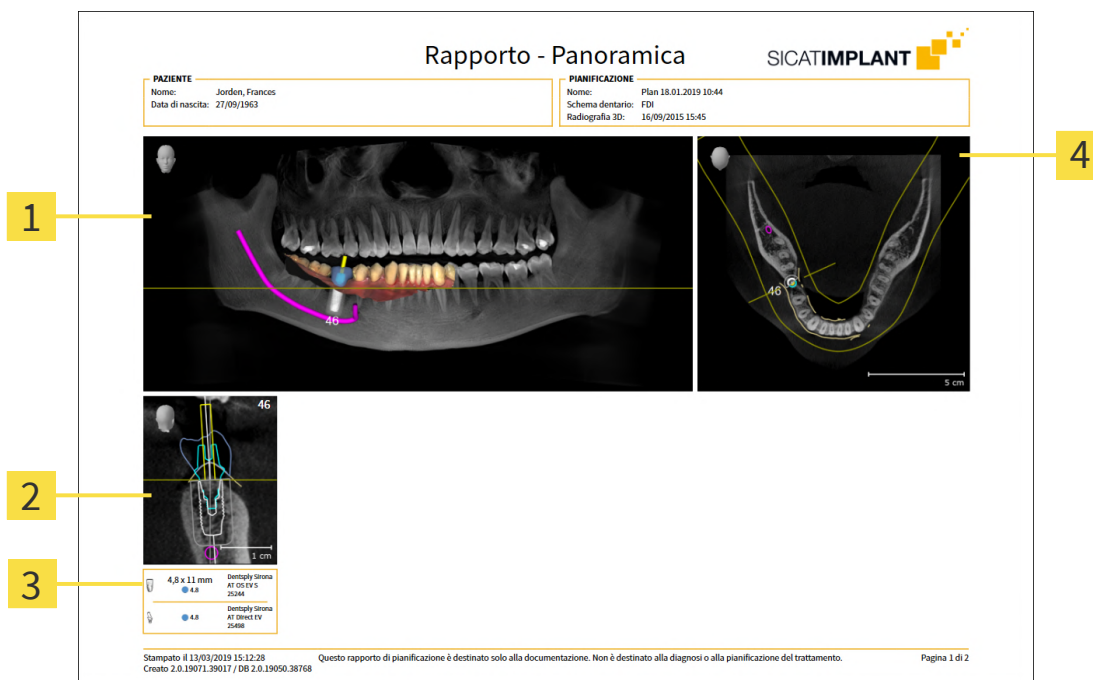 Rapporto - Panoramica
SICATIMPLANT
PAZIENTE
Nome: Jorden, Frances
Data di nascita: 27/09/1963
PIANIFICAZIONE
Nome: Plan 18.01.2019 10:44
Schema dentario: FDI
Radiografia 3D: 16/09/2015 15:45
1
46
46
5 cm
4
2
46
1 cm
3
4,8 x 11 mm
4.8
Dentsply Sirona
AT OS EV S
25244
4.8
Dentsply Sirona
AT Direct EV
25498
Stampato il 13/03/2019 15:12:28
Creato 2.0.19071.39017 / DB 2.0.19050.38768
Questo rapporto di pianificazione è destinato solo alla documentazione. Non è destinato alla diagnosi o alla pianificazione del trattamento.
Pagina 1 di 2